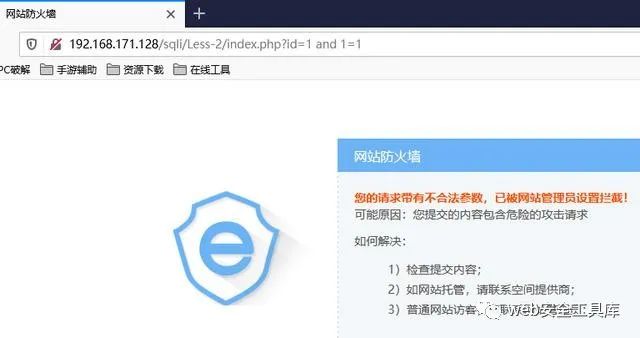 网站防火墙
192.168.171.128/sqli/Less-2/index.php?id=1 and 1=1
PC破解 手游辅助 资源下载 在线工具
网站防火墙
您的请求带有不合法参数，已被网站管理员设置拦截！
可能原因：您提交的内容包含危险的攻击请求
如何解决：
1）检查提交内容；
2）如网站托管，请联系空间提供商；
3）普通网站访客
web安全工具库